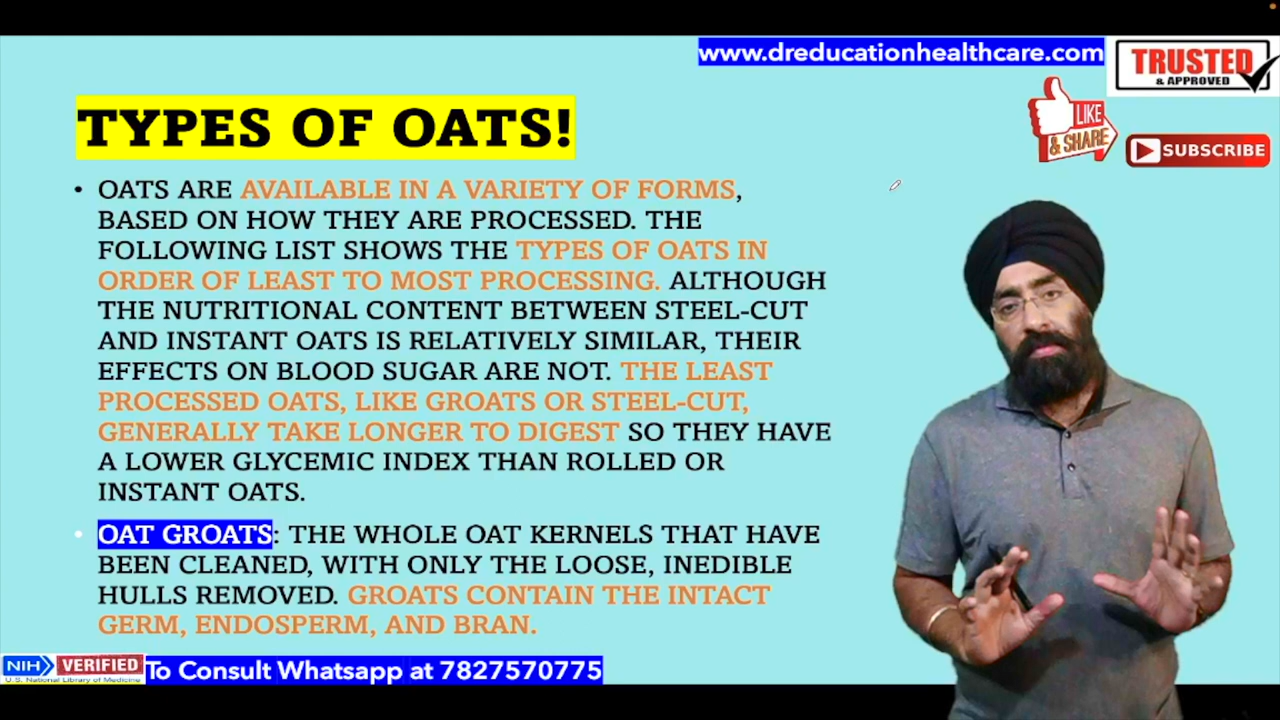 www.dreducationhealthcare.com
TRUSTED
& APPROVED
LIKE
& SHARE
SUBSCRIBE
TYPES OF OATS!
• OATS ARE AVAILABLE IN A VARIETY OF FORMS,
BASED ON HOW THEY ARE PROCESSED. THE
FOLLOWING LIST SHOWS THE TYPES OF OATS IN
ORDER OF LEAST TO MOST PROCESSING. ALTHOUGH
THE NUTRITIONAL CONTENT BETWEEN STEEL-CUT
AND INSTANT OATS IS RELATIVELY SIMILAR, THEIR
EFFECTS ON BLOOD SUGAR ARE NOT. THE LEAST
PROCESSED OATS, LIKE GROATS OR STEEL-CUT,
GENERALLY TAKE LONGER TO DIGEST SO THEY HAVE
A LOWER GLYCEMIC INDEX THAN ROLLED OR
INSTANT OATS.
• OAT GROATS: THE WHOLE OAT KERNELS THAT HAVE
BEEN CLEANED, WITH ONLY THE LOOSE, INEDIBLE
HULLS REMOVED. GROATS CONTAIN THE INTACT
GERM, ENDOSPERM, AND BRAN.
NIH VERIFIED
U.S. National Library of Medicine
To Consult Whatsapp at 7827570775